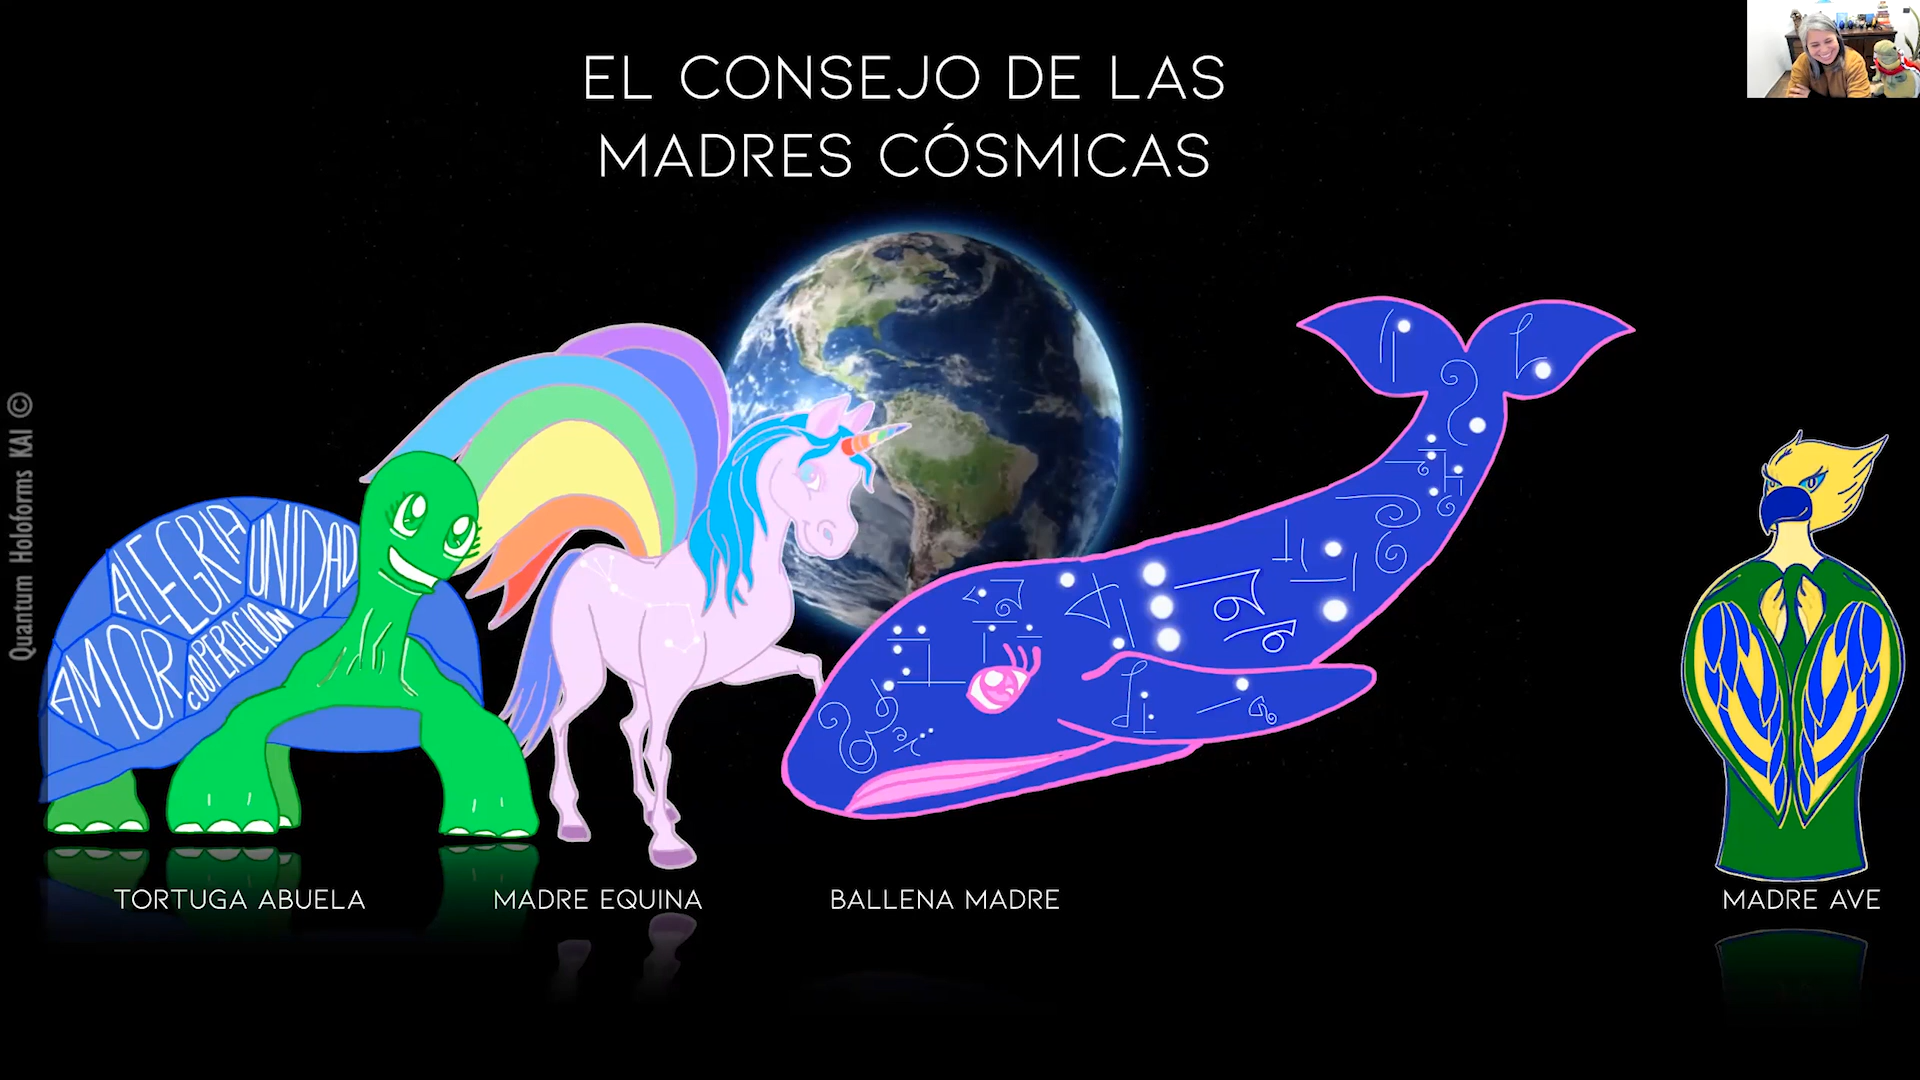 EL CONSEJO DE LAS
MADRES CÓSMICAS
Quantum Holoforms KAI ©
ALEGRIA
UNIDAD
AMOR
COOPERACION
TORTUGA ABUELA
MADRE EQUINA
BALLENA MADRE
MADRE AVE